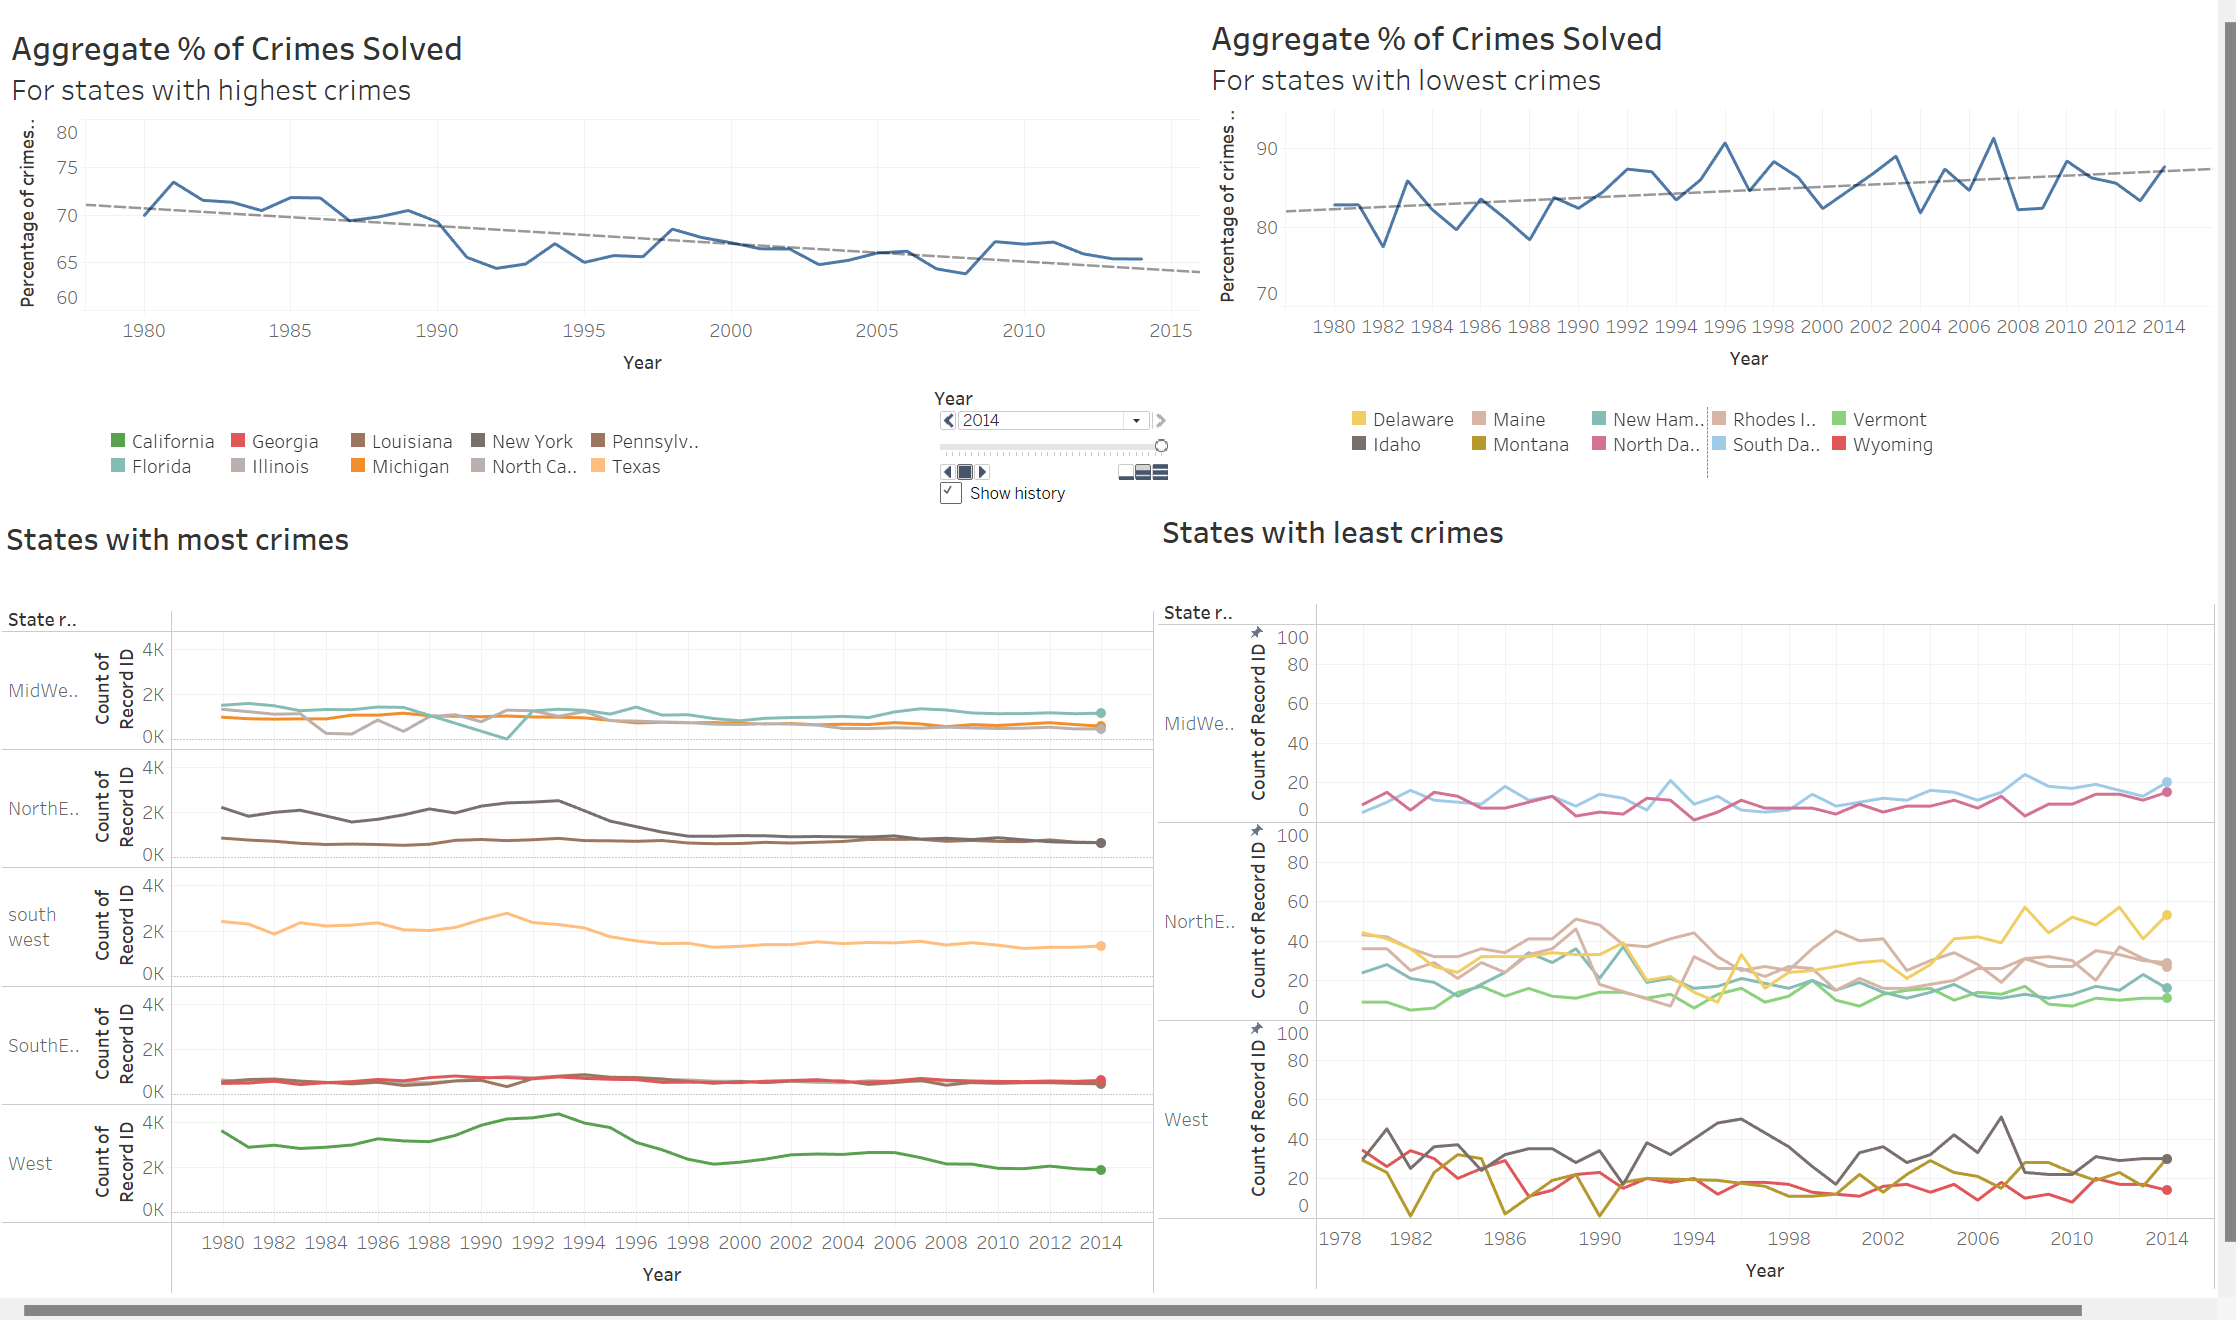 Aggregate % of Crimes Solved
For states with highest crimes
Percentage of crimes..
80
75
70
65
60
1980 1985 1990 1995 2000 2005 2010 2015
Year
Aggregate % of Crimes Solved
For states with lowest crimes
Percentage of crimes ..
90
80
70
1980 1982 1984 1986 1988 1990 1992 1994 1996 1998 2000 2002 2004 2006 2008 2010 2012 2014
Year
California Georgia Louisiana New York Pennsylv..
Florida Illinois Michigan North Ca.. Texas
Year
2014
Show history
Delaware Maine New Ham.. Rhodes I.. Vermont
Idaho Montana North Da.. South Da.. Wyoming
States with most crimes
State r..
MidWe..
Count of
Record ID
4K
2K
0K
NorthE..
Count of
Record ID
4K
2K
0K
south
west
Count of
Record ID
4K
2K
0K
SouthE..
Count of
Record ID
4K
2K
0K
West
Count of
Record ID
4K
2K
0K
1980 1982 1984 1986 1988 1990 1992 1994 1996 1998 2000 2002 2004 2006 2008 2010 2012 2014
Year
States with least crimes
State r..
MidWe..
Count of Record ID
100
80
60
40
20
0
NorthE..
Count of Record ID
100
80
60
40
20
0
West
Count of Record ID
100
80
60
40
20
0
1978 1982 1986 1990 1994 1998 2002 2006 2010 2014
Year